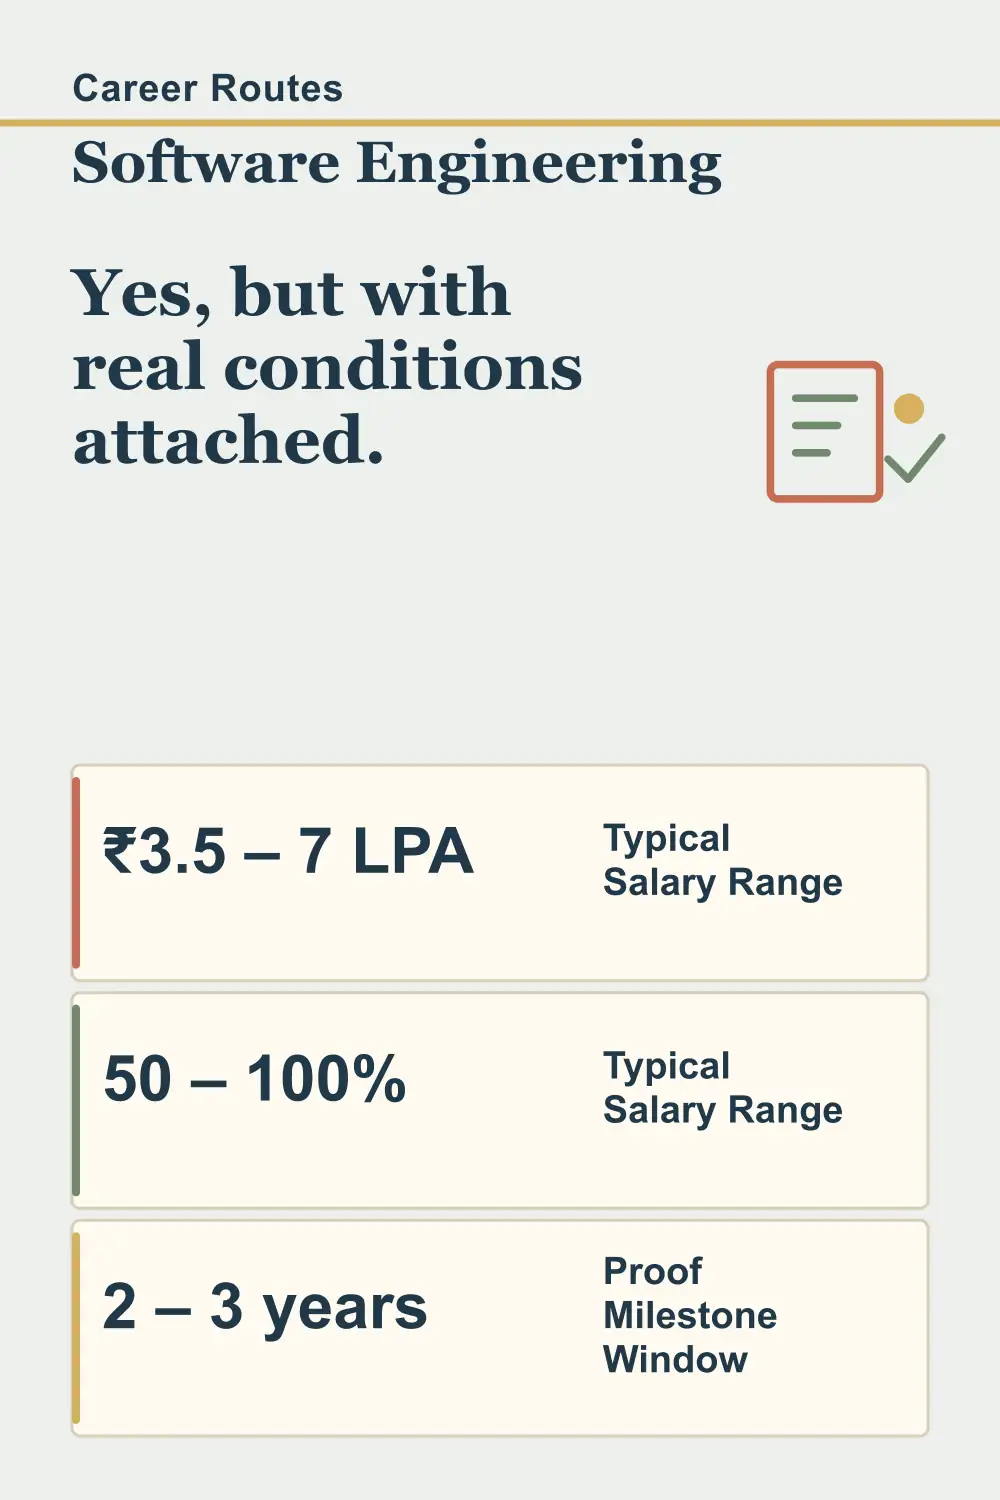 Career Routes
Software Engineering
Yes, but with
real conditions
attached.
₹3.5 – 7 LPA
Typical
Salary Range
50 – 100%
Typical
Salary Range
2 – 3 years
Proof
Milestone
Window